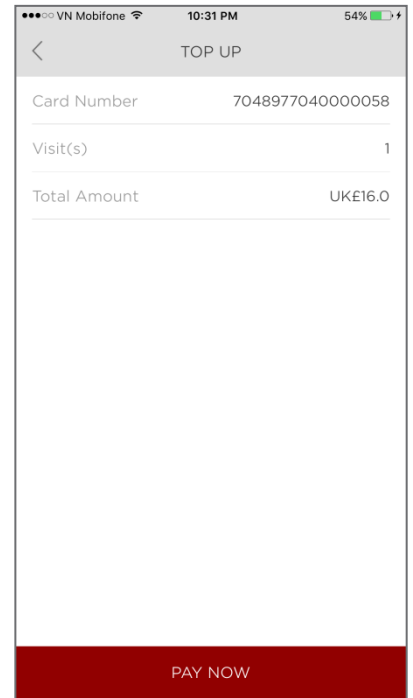 VN Mobifone 10:31 PM 54%
TOP UP
Card Number 7048977040000058
Visit(s) 1
Total Amount UK£16.0
PAY NOW